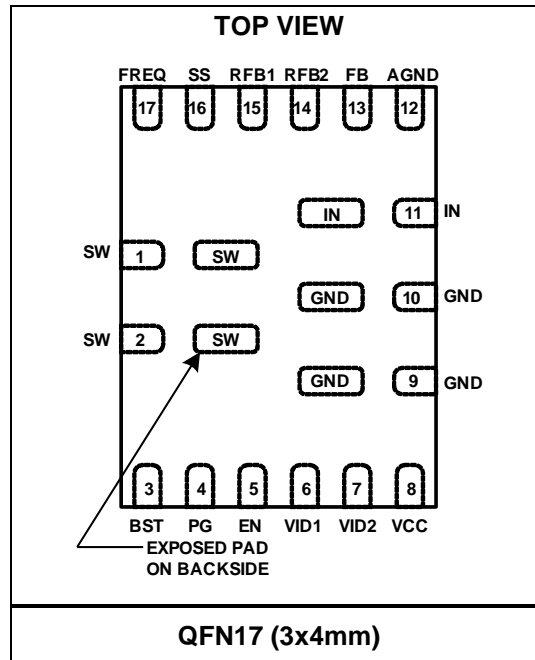 TOP VIEW
FREQ SS RFB1 RFB2 FB AGND
17 16 15 14 13 12
IN 11 IN
SW 1 SW
GND 10 GND
SW 2 SW
GND 9 GND
3 4 5 6 7 8
BST PG EN VID1 VID2 VCC
EXPOSED PAD
ON BACKSIDE
QFN17 (3x4mm)